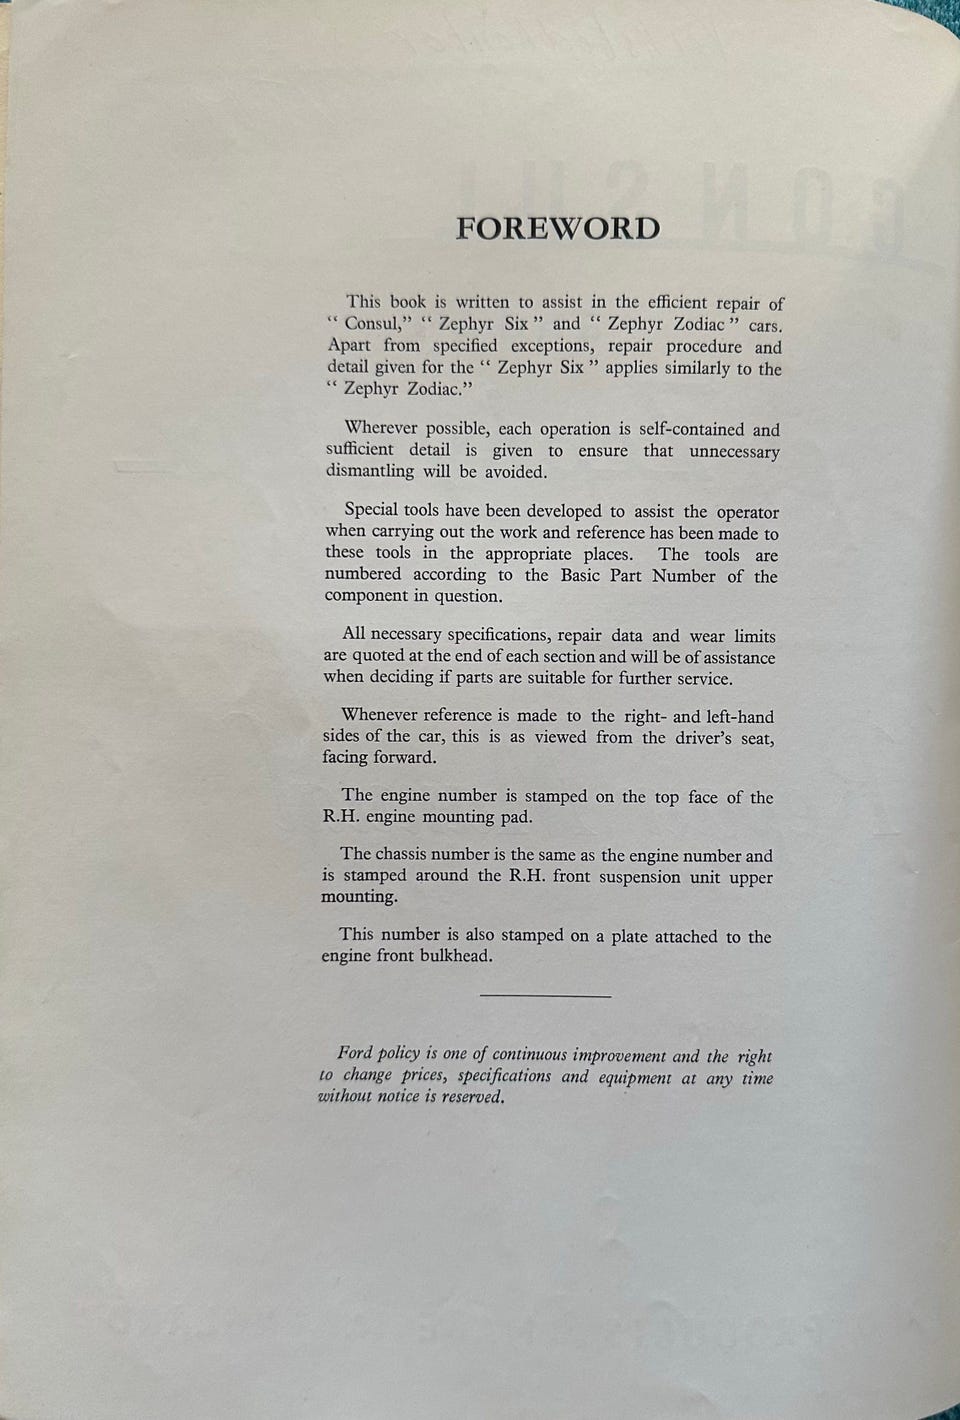 FOREWORD
This book is written to assist in the efficient repair of
“ Consul,” “ Zephyr Six ” and “ Zephyr Zodiac ” cars.
Apart from specified exceptions, repair procedure and
detail given for the “ Zephyr Six ” applies similarly to the
“ Zephyr Zodiac.”
Wherever possible, each operation is self-contained and
sufficient detail is given to ensure that unnecessary
dismantling will be avoided.
Special tools have been developed to assist the operator
when carrying out the work and reference has been made to
these tools in the appropriate places. The tools are
numbered according to the Basic Part Number of the
component in question.
All necessary specifications, repair data and wear limits
are quoted at the end of each section and will be of assistance
when deciding if parts are suitable for further service.
Whenever reference is made to the right- and left-hand
sides of the car, this is as viewed from the driver’s seat,
facing forward.
The engine number is stamped on the top face of the
R.H. engine mounting pad.
The chassis number is the same as the engine number and
is stamped around the R.H. front suspension unit upper
mounting.
This number is also stamped on a plate attached to the
engine front bulkhead.
Ford policy is one of continuous improvement and the right
to change prices, specifications and equipment at any time
without notice is reserved.